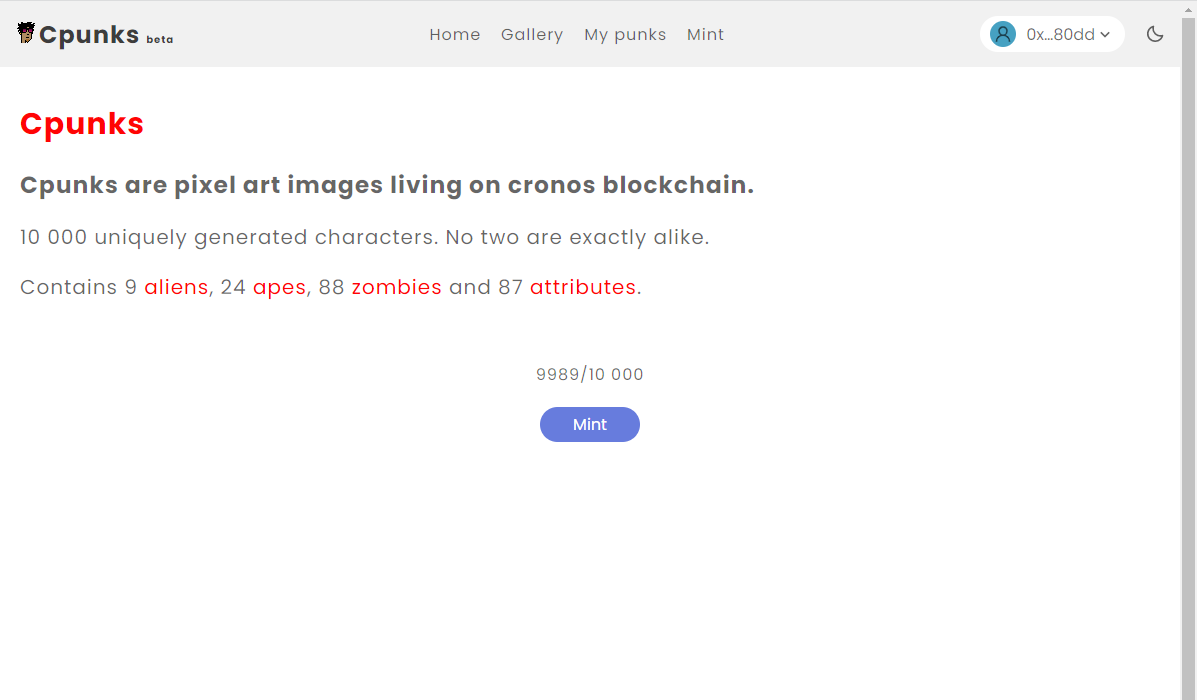 Cpunks beta
Home Gallery My punks Mint
0x...80dd
Cpunks
Cpunks are pixel art images living on cronos blockchain.
10 000 uniquely generated characters. No two are exactly alike.
Contains 9 aliens, 24 apes, 88 zombies and 87 attributes.
9989/10 000
Mint